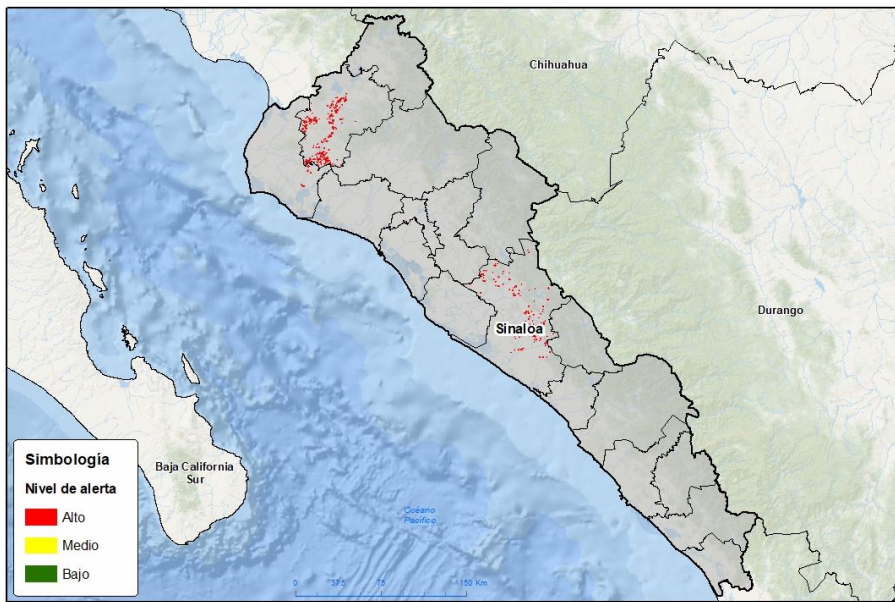 Chihuahua
Durango
Sinaloa
Baja California
Sur
Océano
Pacífico
Simbología
Nivel de alerta
Alto
Medio
Bajo
0 37.5 75 150 Km